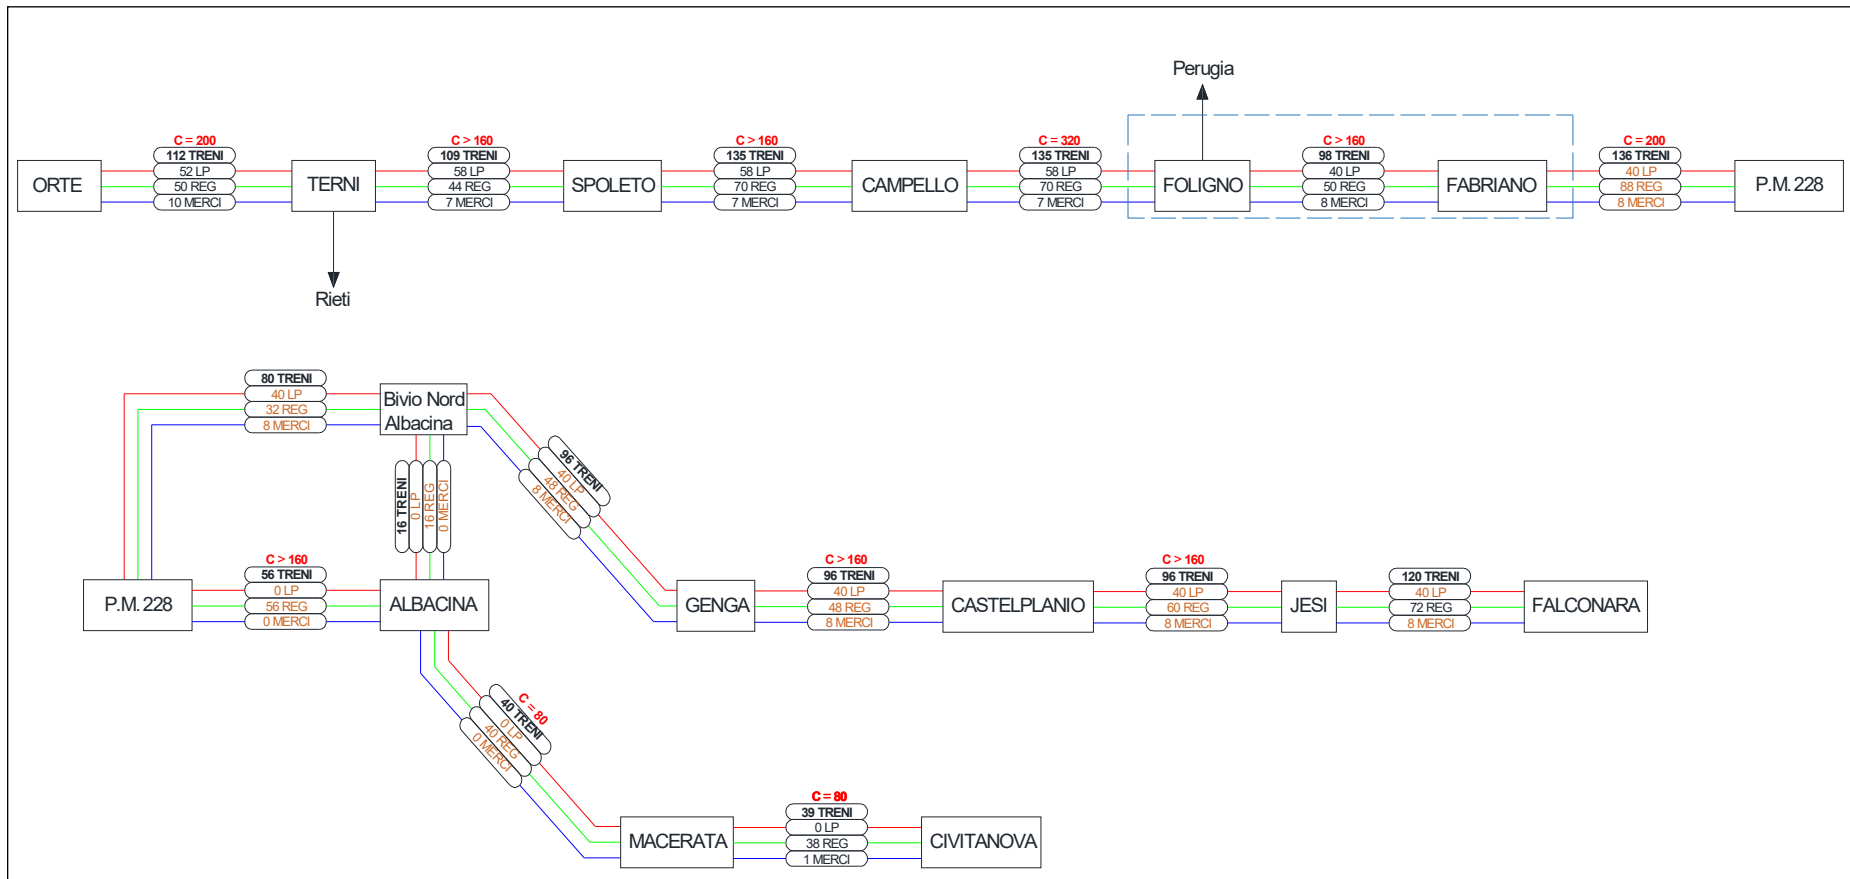 Perugia
C = 200
112 TRENI
52 LP
50 REG
10 MERCI
C > 160
109 TRENI
58 LP
44 REG
7 MERCI
C > 160
135 TRENI
58 LP
70 REG
7 MERCI
C = 320
135 TRENI
58 LP
70 REG
7 MERCI
C > 160
98 TRENI
40 LP
50 REG
8 MERCI
C = 200
136 TRENI
40 LP
88 REG
8 MERCI
ORTE
TERNI
SPOLETO
CAMPELLO
FOLIGNO
FABRIANO
P.M. 228
Rieti
80 TRENI
40 LP
32 REG
8 MERCI
Bivio Nord
Albacina
96 TRENI
40 LP
48 REG
8 MERCI
16 TRENI
0 LP
16 REG
0 MERCI
C > 160
56 TRENI
0 LP
56 REG
0 MERCI
P.M. 228
ALBACINA
GENGA
C > 160
96 TRENI
40 LP
48 REG
8 MERCI
CASTELPLANIO
C > 160
96 TRENI
40 LP
60 REG
8 MERCI
JESI
120 TRENI
40 LP
72 REG
8 MERCI
FALCONARA
C = 80
40 TRENI
0 LP
40 REG
0 MERCI
MACERATA
C = 80
39 TRENI
0 LP
38 REG
1 MERCI
CIVITANOVA